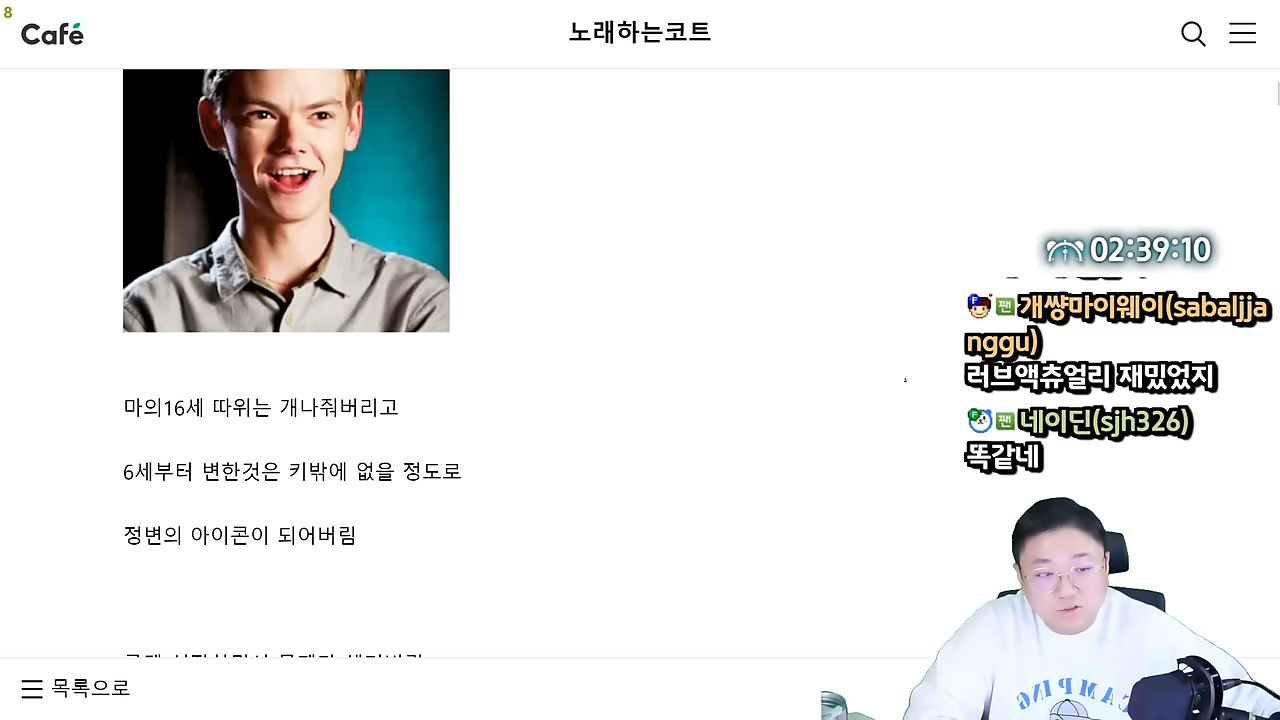 8
Café
노래하는코트
02:39:10
F 팬 개썅마이웨이(sabaljja
nggu)
러브액츄얼리 재밌었지
F 팬 네이딘(sjh326)
똑같네
마의16세 따위는 개나줘버리고
6세부터 변한것은 키밖에 없을 정도로
정변의 아이콘이 되어버림
목록으로
CAMPING